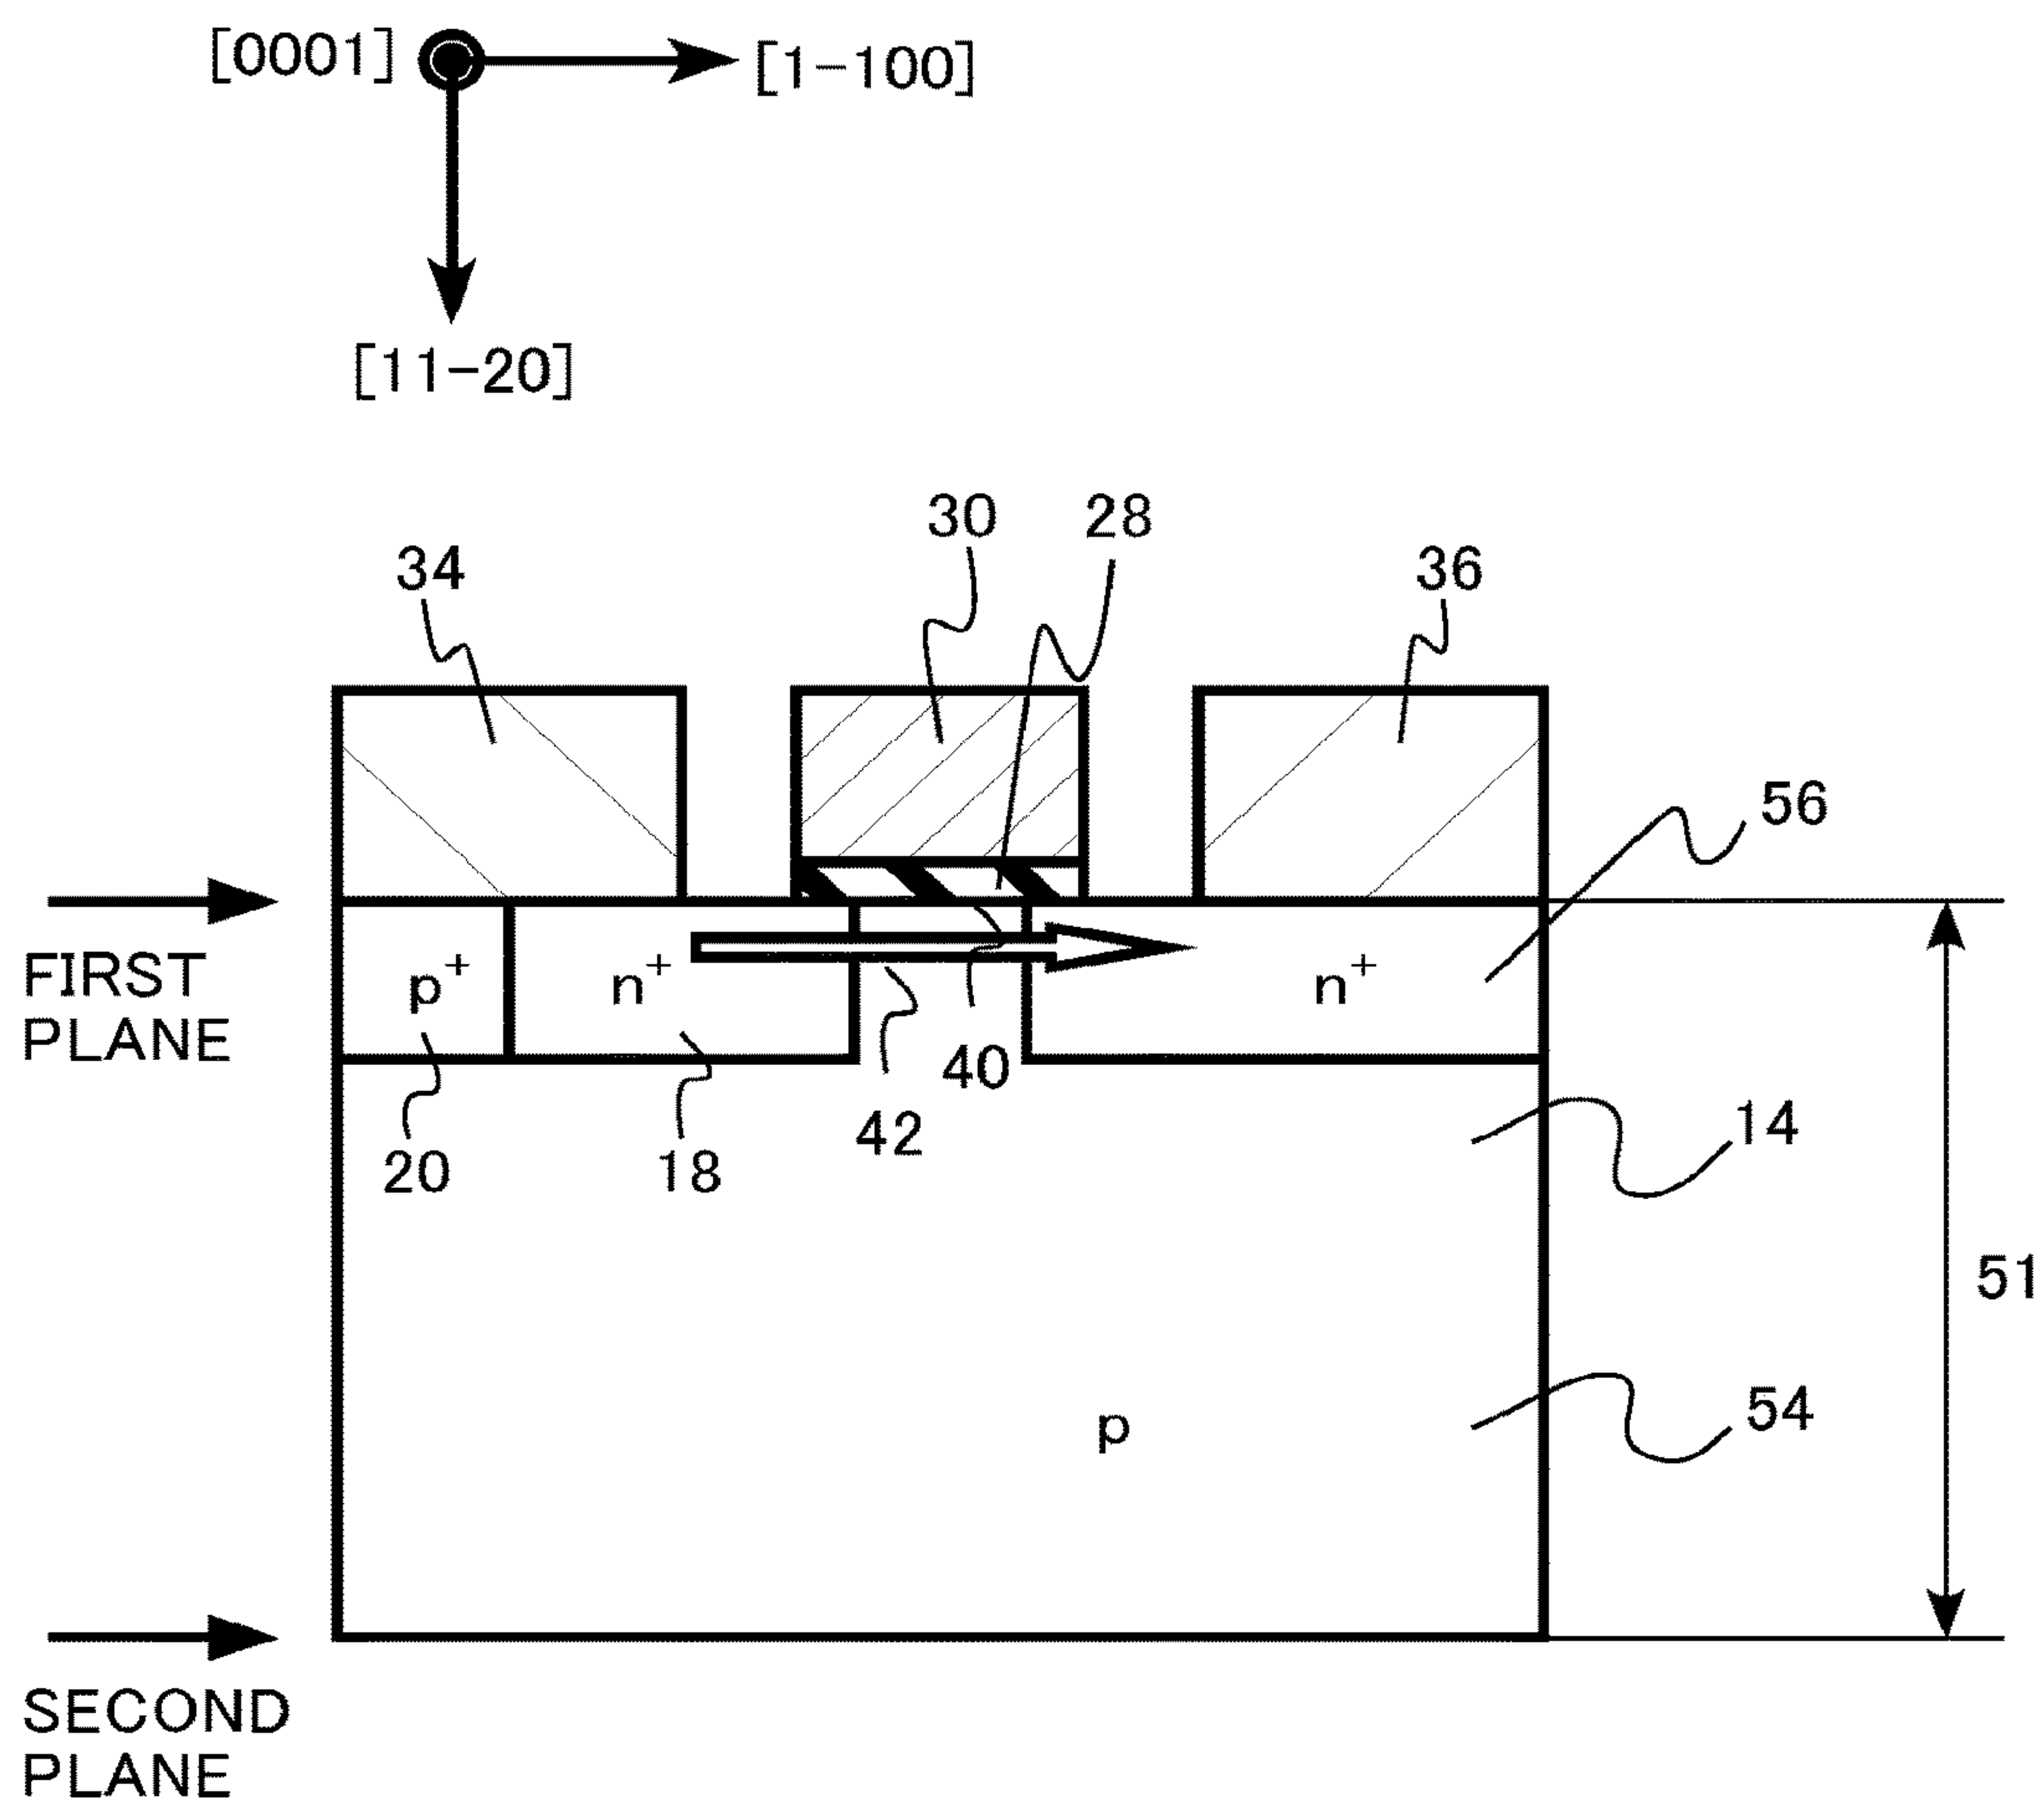 [0001]
[1-100]
[11-20]
30
28
34
36
56
FIRST
PLANE
p+
n+
n+
40
42
14
20
18
51
54
p
SECOND
PLANE